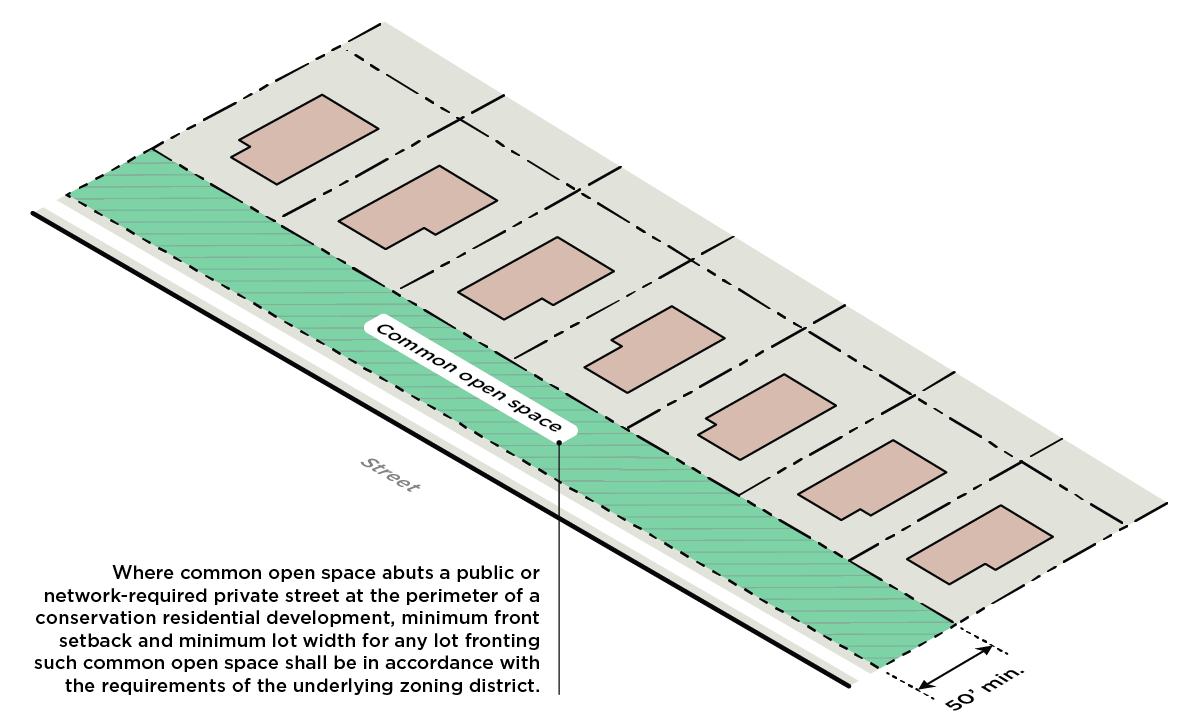 Common open space
Street
Where common open space abuts a public or
network-required private street at the perimeter of a
conservation residential development, minimum front
setback and minimum lot width for any lot fronting
such common open space shall be in accordance with
the requirements of the underlying zoning district.
50’ min.